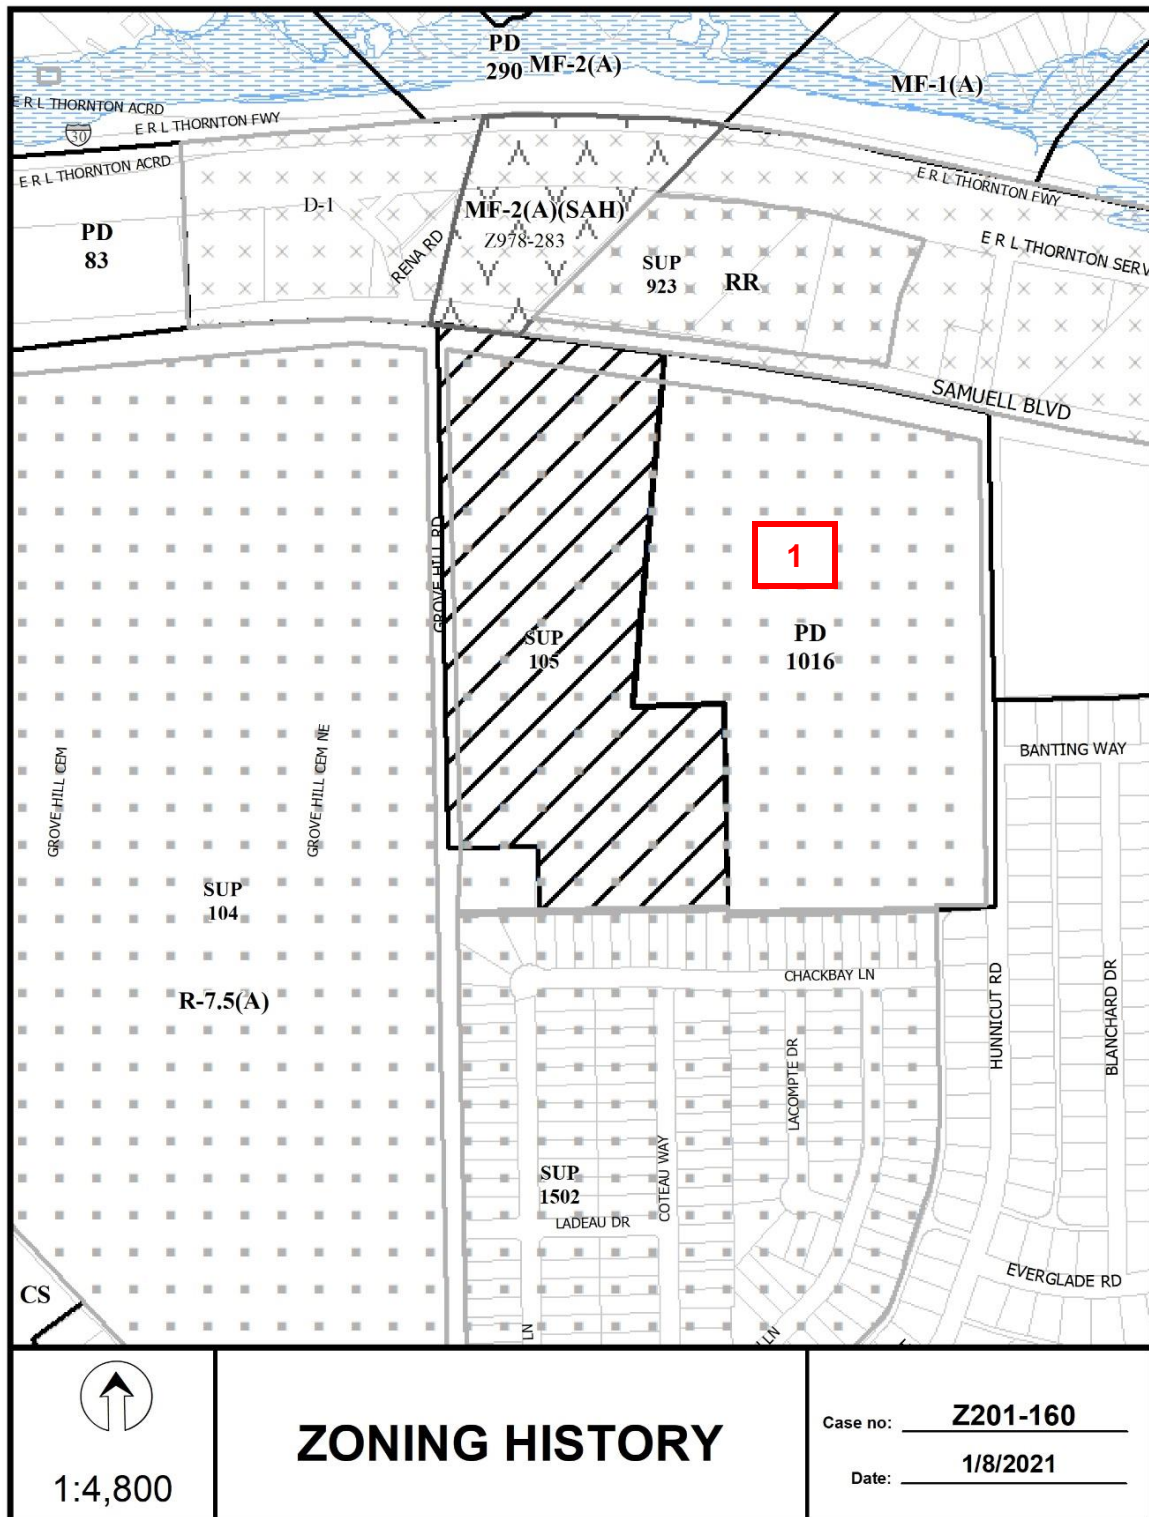 PD
290
MF-2(A)
MF-1(A)
E R L THORNTON ACRD
30
E R L THORNTON FWY
E R L THORNTON ACRD
E R L THORNTON FWY
D-1
MF-2(A)(SAH)
Z978-283
PD
83
RENA RD
SUP
923
RR
E R L THORNTON SERV
SAMUELL BLVD
GROVE HILL RD
1
SUP
105
PD
1016
GROVE HILL CEM
GROVE HILL CEM NE
BANTING WAY
SUP
104
R-7.5(A)
CHACKBAY LN
HUNNICUT RD
BLANCHARD DR
LACOMPTE DR
COTEAU WAY
SUP
1502
LADEAU DR
EVERGLADE RD
CS
LN
LN
1:4,800
ZONING HISTORY
Case no: Z201-160
Date: 1/8/2021